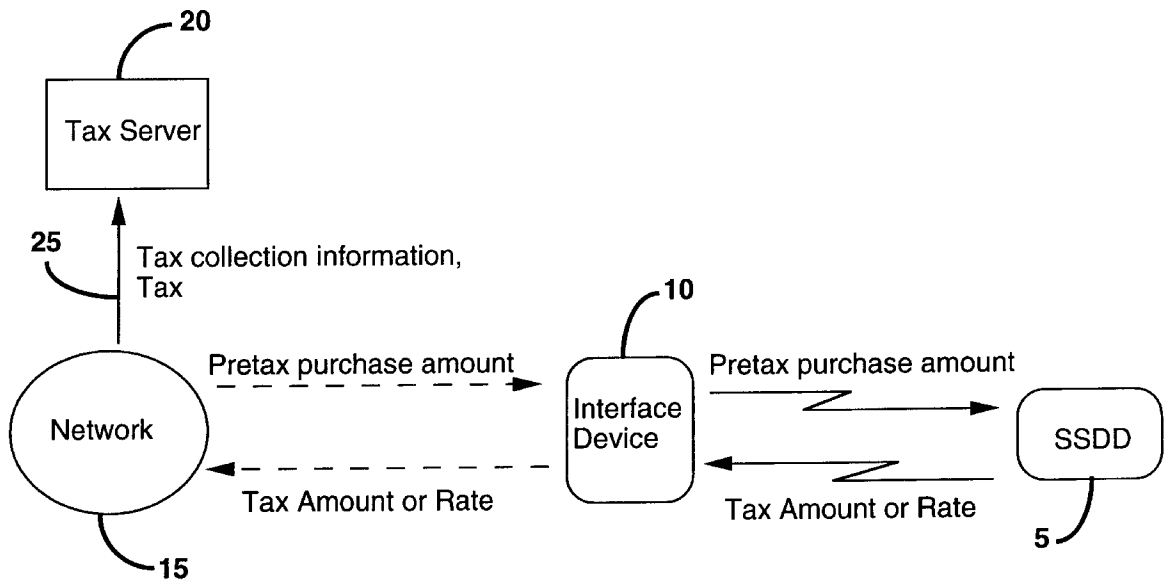 20
Tax Server
25
Tax collection information,
Tax
10
Pretax purchase amount
Pretax purchase amount
Interface
Device
Network
SSDD
Tax Amount or Rate
Tax Amount or Rate
5
15